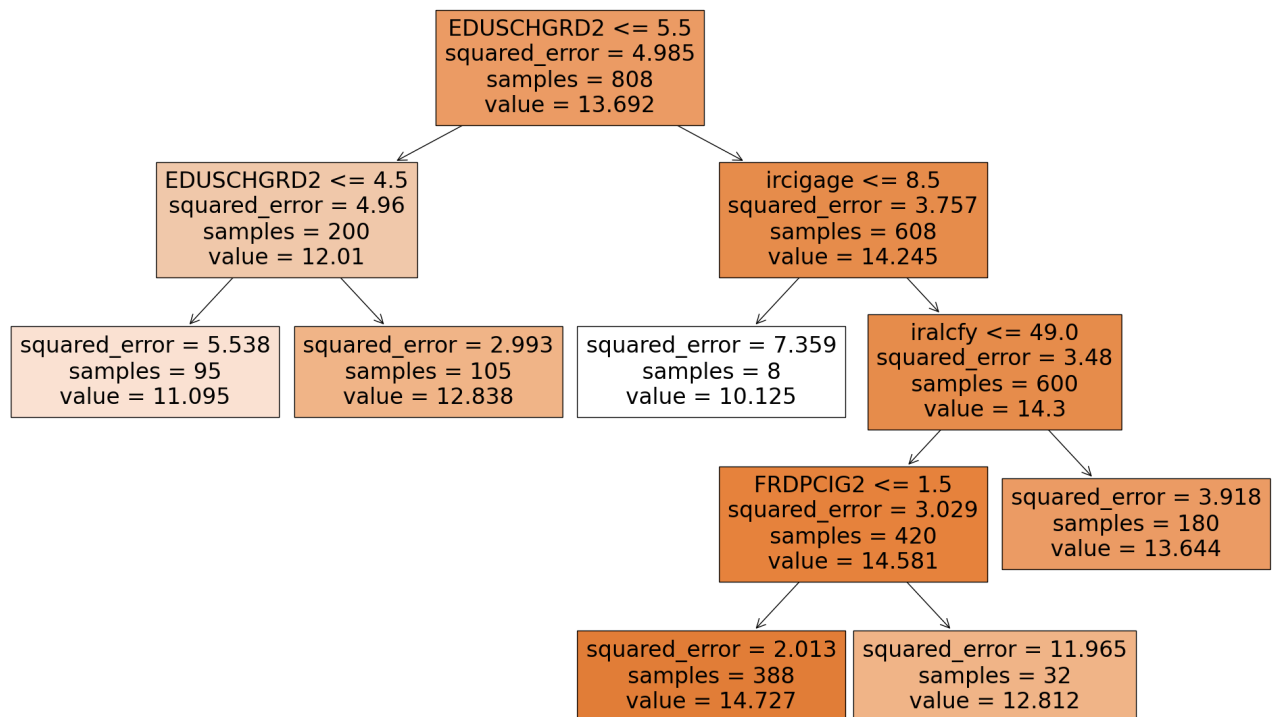 EDUSCHGRD2 <= 5.5
squared_error = 4.985
samples = 808
value = 13.692
EDUSCHGRD2 <= 4.5
squared_error = 4.96
samples = 200
value = 12.01
ircigage <= 8.5
squared_error = 3.757
samples = 608
value = 14.245
squared_error = 5.538
samples = 95
value = 11.095
squared_error = 2.993
samples = 105
value = 12.838
squared_error = 7.359
samples = 8
value = 10.125
iralcfy <= 49.0
squared_error = 3.48
samples = 600
value = 14.3
FRDPCIG2 <= 1.5
squared_error = 3.029
samples = 420
value = 14.581
squared_error = 3.918
samples = 180
value = 13.644
squared_error = 2.013
samples = 388
value = 14.727
squared_error = 11.965
samples = 32
value = 12.812